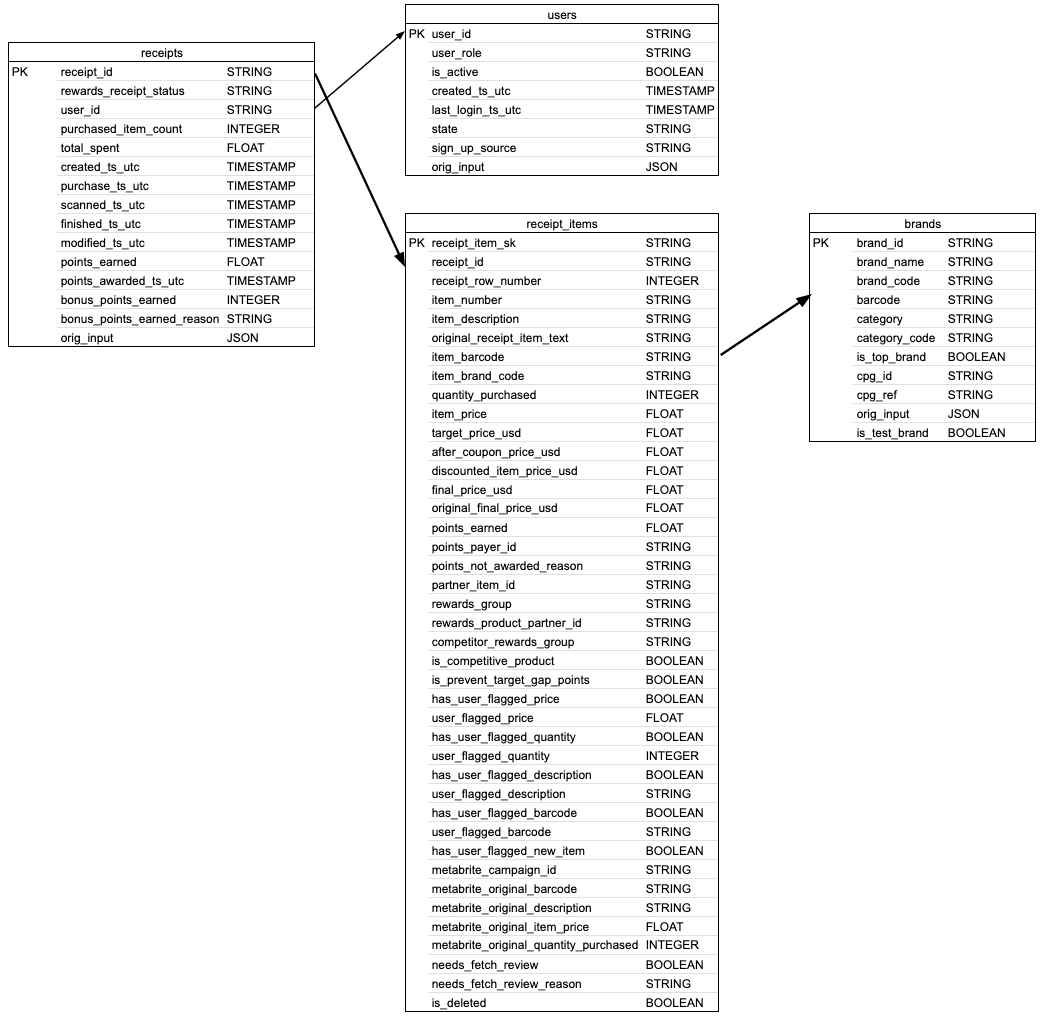 receipts
PK receipt_id STRING
rewards_receipt_status STRING
user_id STRING
purchased_item_count INTEGER
total_spent FLOAT
created_ts_utc TIMESTAMP
purchase_ts_utc TIMESTAMP
scanned_ts_utc TIMESTAMP
finished_ts_utc TIMESTAMP
modified_ts_utc TIMESTAMP
points_earned FLOAT
points_awarded_ts_utc TIMESTAMP
bonus_points_earned INTEGER
bonus_points_earned_reason STRING
orig_input JSON
users
PK user_id STRING
user_role STRING
is_active BOOLEAN
created_ts_utc TIMESTAMP
last_login_ts_utc TIMESTAMP
state STRING
sign_up_source STRING
orig_input JSON
receipt_items
PK receipt_item_sk STRING
receipt_id STRING
receipt_row_number INTEGER
item_number STRING
item_description STRING
original_receipt_item_text STRING
item_barcode STRING
item_brand_code STRING
quantity_purchased INTEGER
item_price FLOAT
target_price_usd FLOAT
after_coupon_price_usd FLOAT
discounted_item_price_usd FLOAT
final_price_usd FLOAT
original_final_price_usd FLOAT
points_earned FLOAT
points_payer_id STRING
points_not_awarded_reason STRING
partner_item_id STRING
rewards_group STRING
rewards_product_partner_id STRING
competitor_rewards_group STRING
is_competitive_product BOOLEAN
is_prevent_target_gap_points BOOLEAN
has_user_flagged_price BOOLEAN
user_flagged_price FLOAT
has_user_flagged_quantity BOOLEAN
user_flagged_quantity INTEGER
has_user_flagged_description BOOLEAN
user_flagged_description STRING
has_user_flagged_barcode BOOLEAN
user_flagged_barcode STRING
has_user_flagged_new_item BOOLEAN
metabrite_campaign_id STRING
metabrite_original_barcode STRING
metabrite_original_description STRING
metabrite_original_item_price FLOAT
metabrite_original_quantity_purchased INTEGER
needs_fetch_review BOOLEAN
needs_fetch_review_reason STRING
is_deleted BOOLEAN
brands
PK brand_id STRING
brand_name STRING
brand_code STRING
barcode STRING
category STRING
category_code STRING
is_top_brand BOOLEAN
cpg_id STRING
cpg_ref STRING
orig_input JSON
is_test_brand BOOLEAN